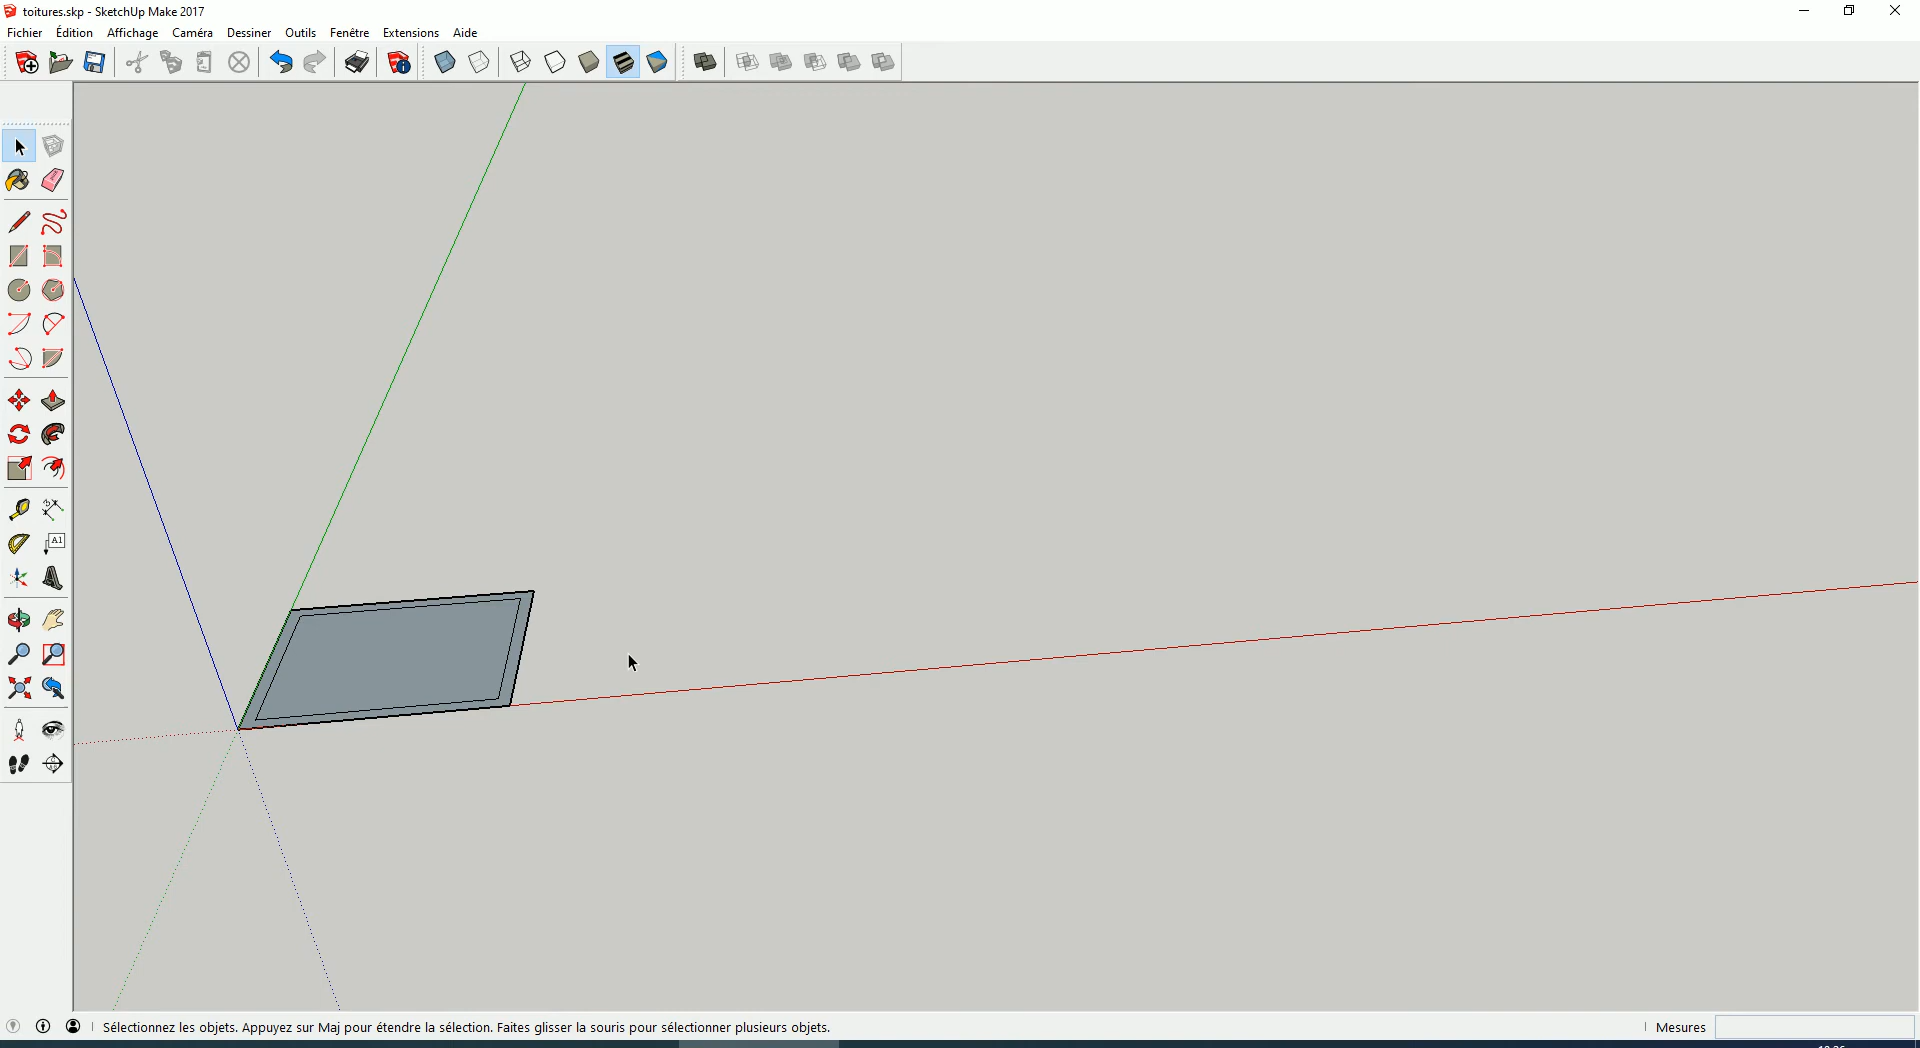 toitures.skp - SketchUp Make 2017
Fichier Édition Affichage Caméra Dessiner Outils Fenêtre Extensions Aide
A1
Sélectionnez les objets. Appuyez sur Maj pour étendre la sélection. Faites glisser la souris pour sélectionner plusieurs objets.
Mesures